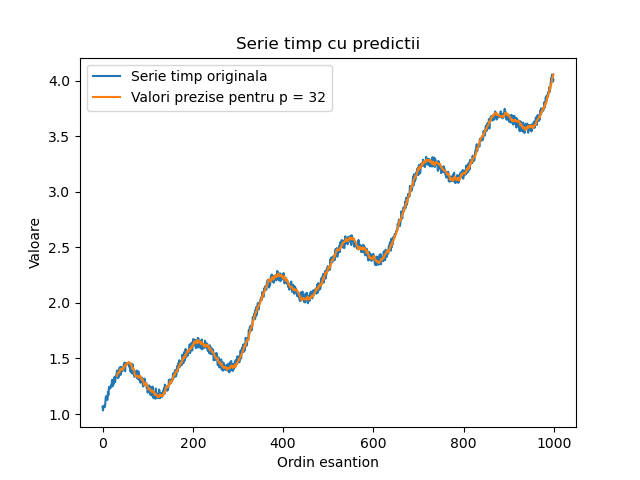 Serie timp cu predictii
Serie timp originala
Valori prezise pentru p = 32
4.0
3.5
3.0
2.5
2.0
1.5
1.0
Valoare
0
200
400
600
800
1000
Ordin esantion